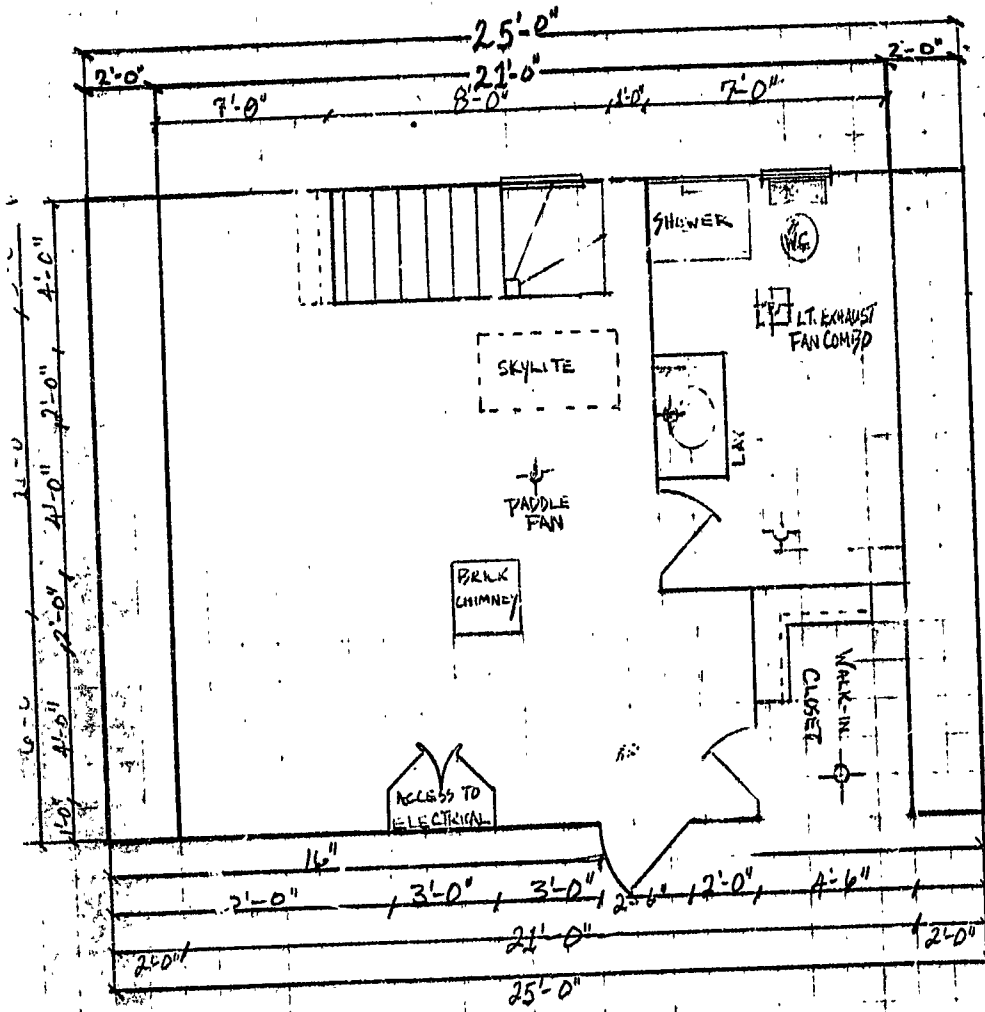 25'-0"
2'-0"
21'-0"
2'-0"
7'-0"
8'-0"
1'-0"
7'-0"
SHOWER
W.C.
LT. EXHAUST
FAN COMBO
SKYLITE
LAV
PADDLE
FAN
BRICK
CHIMNEY
WALK-IN
CLOSET
ACCESS TO
ELECTRICAL
4'-0"
2'-0"
4'-0"
2'-0"
4'-0"
1'-0"
16"
2'-0"
3'-0"
3'-0"
2'-6"
2'-0"
4'-6"
2'-0"
21'-0"
2'-0"
25'-0"